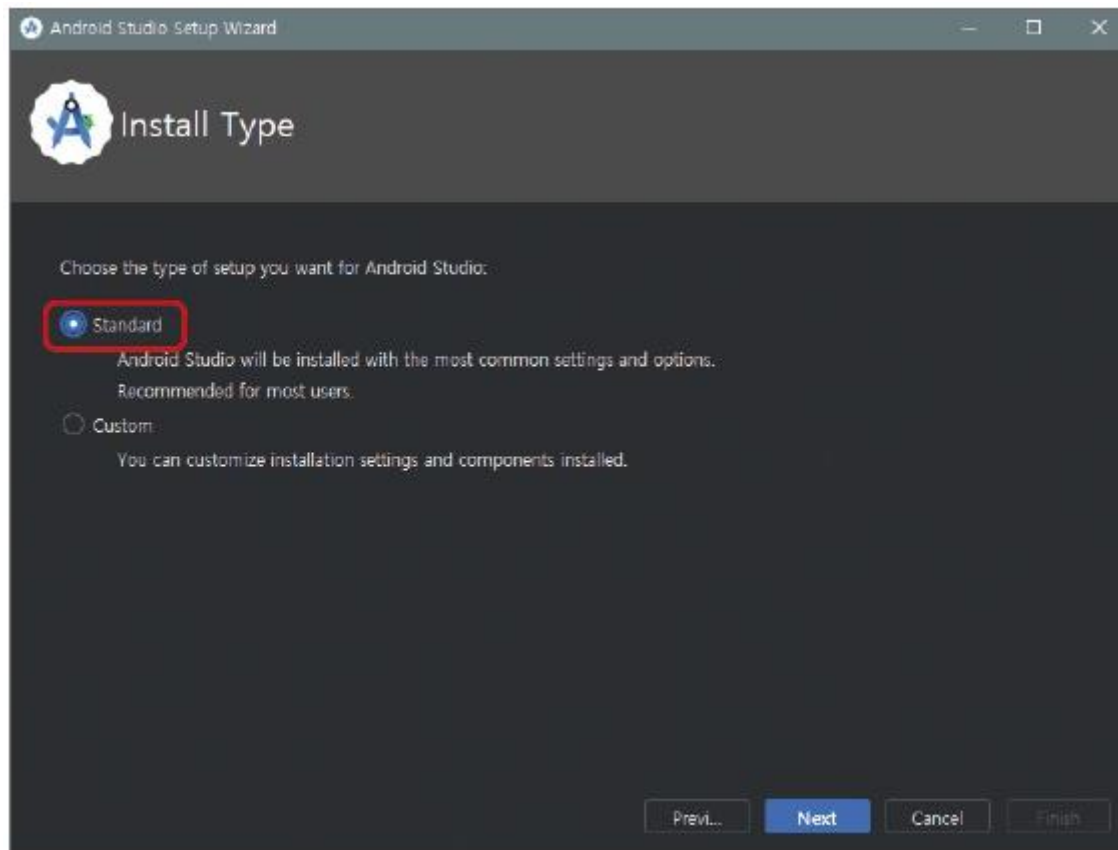 Android Studio Setup Wizard
Install Type
Choose the type of setup you want for Android Studio:
Standard
Android Studio will be installed with the most common settings and options.
Recommended for most users.
Custom
You can customize installation settings and components installed.
Previ... Next Cancel Finish